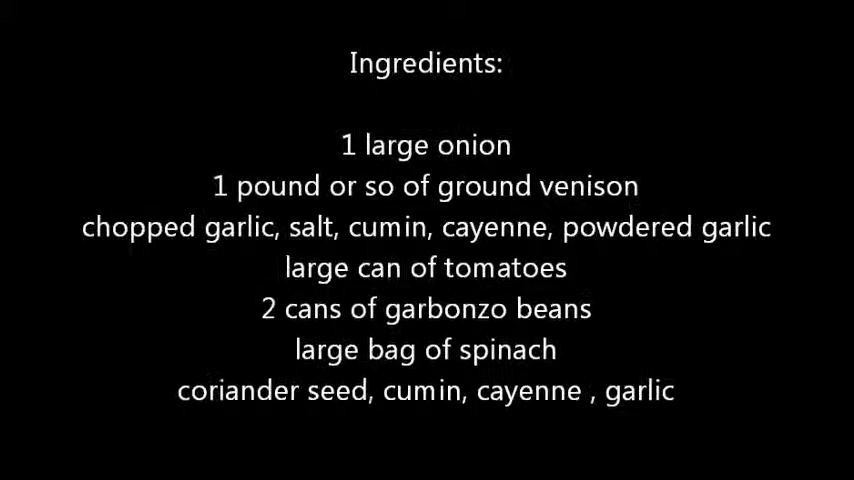 Ingredients:
1 large onion
1 pound or so of ground venison
chopped garlic, salt, cumin, cayenne, powdered garlic
large can of tomatoes
2 cans of garbonzo beans
large bag of spinach
coriander seed, cumin, cayenne , garlic